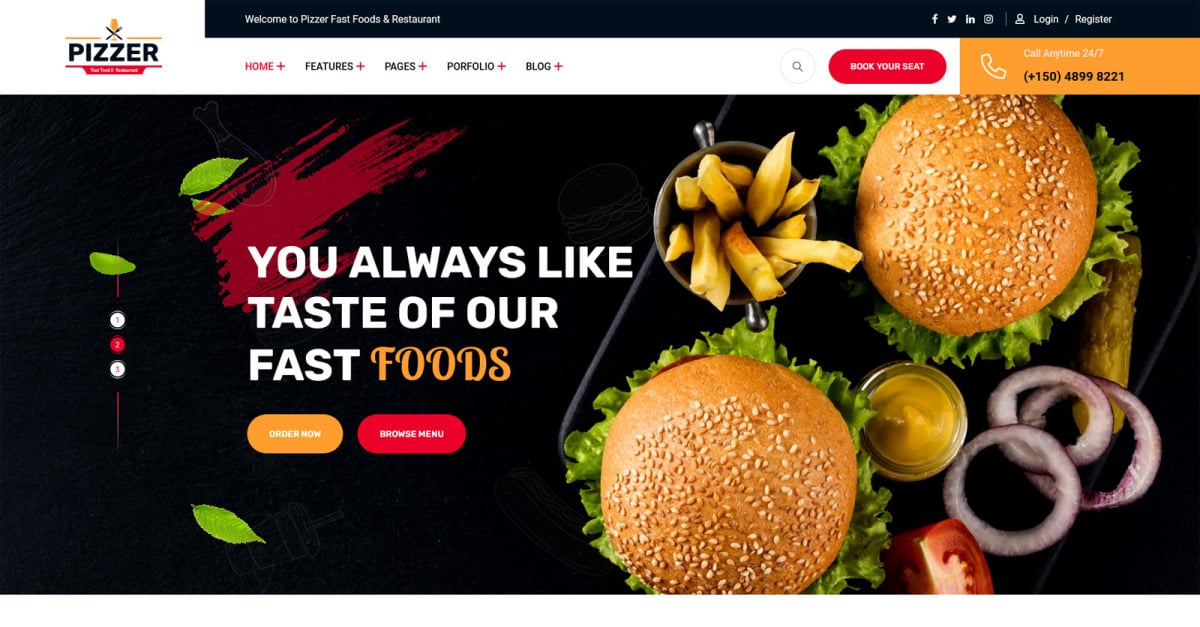 Welcome to Pizzer Fast Foods & Restaurant
Login / Register
PIZZER
Fast Food & Restaurant
HOME + FEATURES + PAGES + PORFOLIO + BLOG +
BOOK YOUR SEAT
Call Anytime 24/7
(+150) 4899 8221
YOU ALWAYS LIKE
TASTE OF OUR
FAST FOODS
1
2
3
ORDER NOW
BROWSE MENU